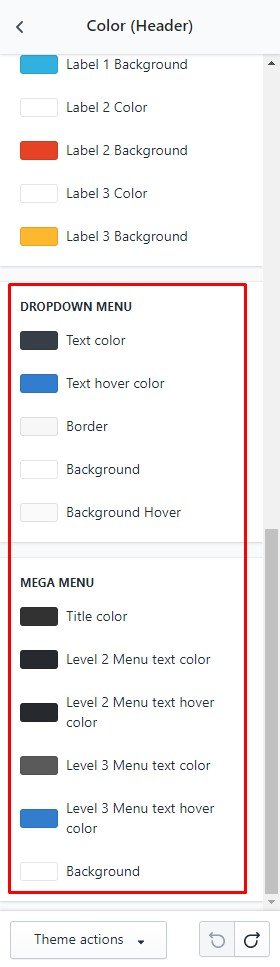 Color (Header)
Label 1 Background
Label 2 Color
Label 2 Background
Label 3 Color
Label 3 Background
DROPDOWN MENU
Text color
Text hover color
Border
Background
Background Hover
MEGA MENU
Title color
Level 2 Menu text color
Level 2 Menu text hover
color
Level 3 Menu text color
Level 3 Menu text hover
color
Background
Theme actions